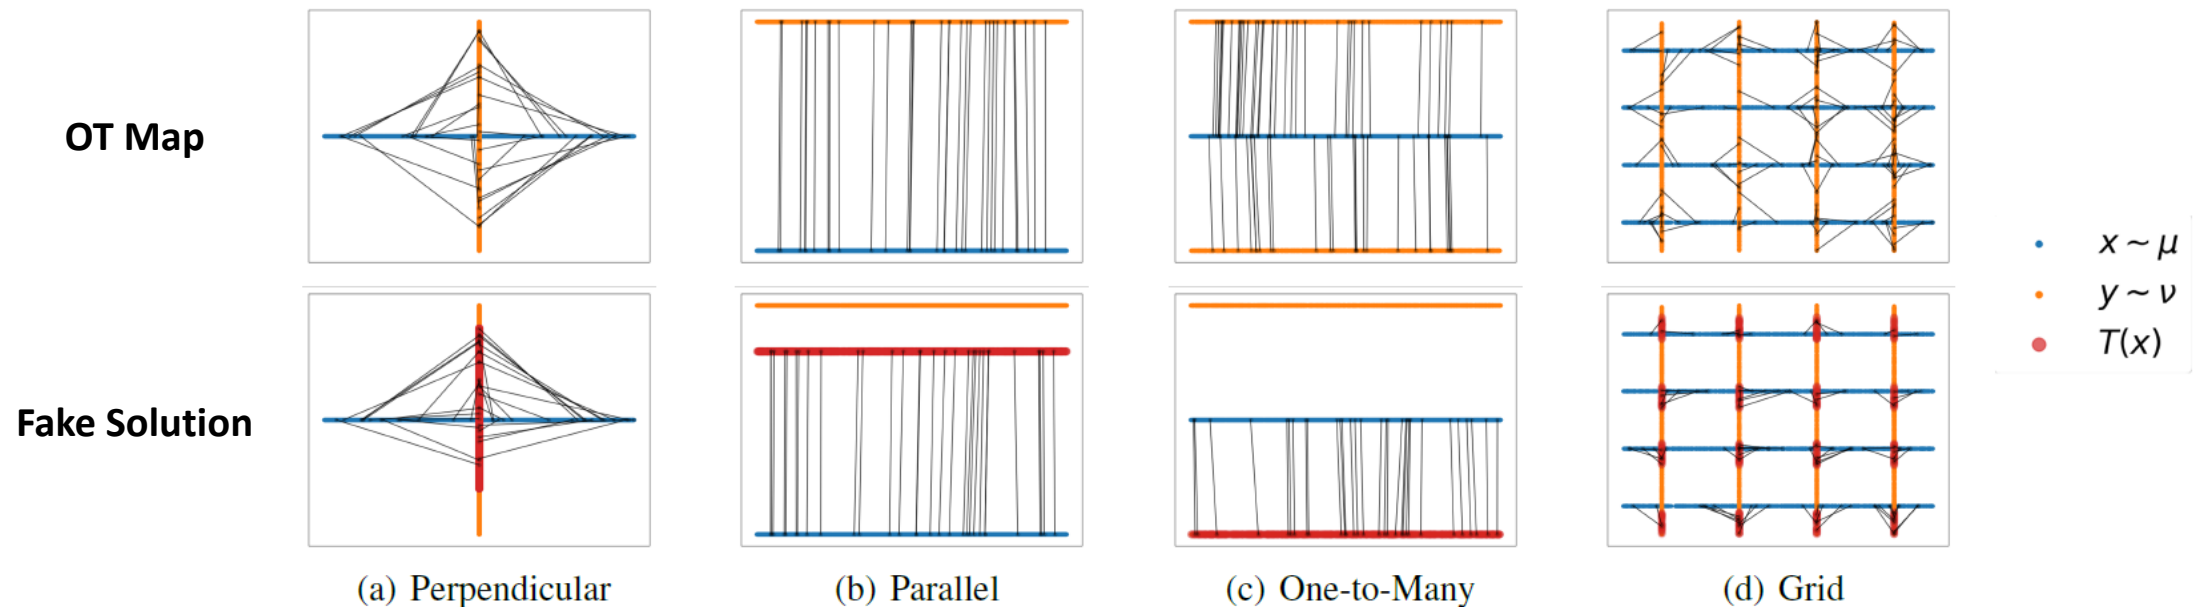 OT Map
Fake Solution
x ~ μ
y ~ ν
T(x)
(a) Perpendicular
(b) Parallel
(c) One-to-Many
(d) Grid